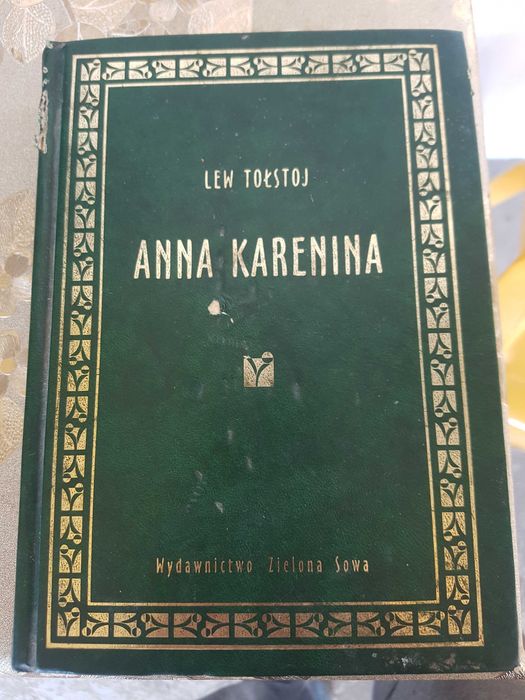 LEW TOŁSTOJ
ANNA KARENINA
Wydawnictwo Zielona Sowa